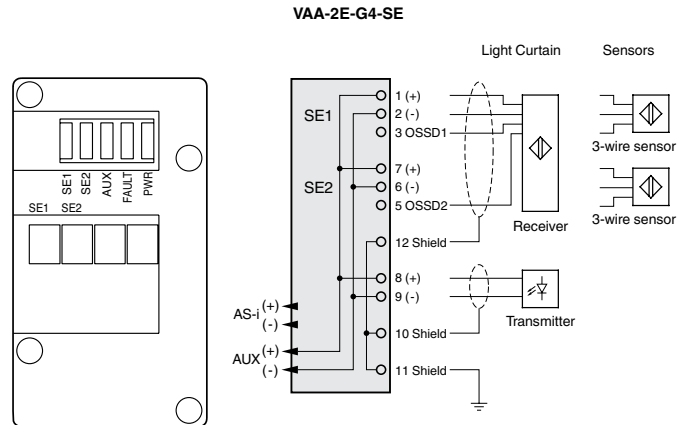 VAA-2E-G4-SE
Light Curtain
Sensors
SE1
SE2
AUX
FAULT
PWR
SE1 SE2
SE1
SE2
1 (+)
2 (-)
3 OSSD1
7 (+)
6 (-)
5 OSSD2
12 Shield
8 (+)
9 (-)
10 Shield
11 Shield
AS-i (+)
(-)
AUX (+)
(-)
Receiver
Transmitter
3-wire sensor
3-wire sensor